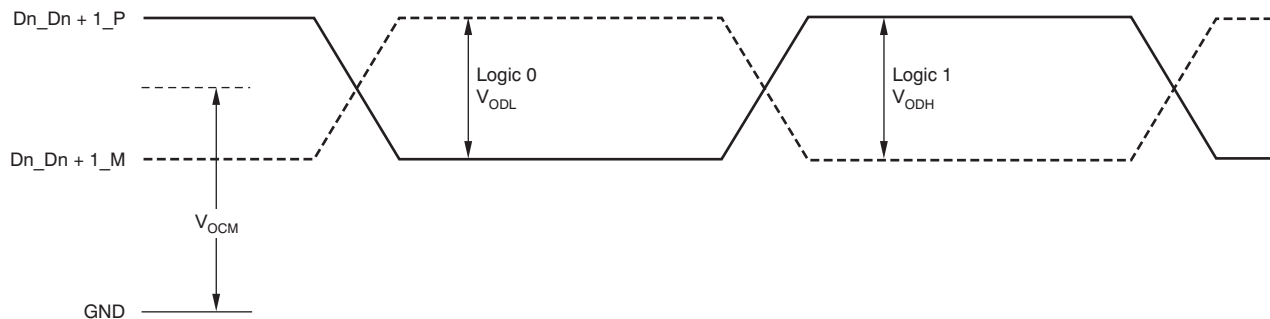 Dn_Dn + 1_P
Logic 0
V_ODL
Logic 1
V_ODH
Dn_Dn + 1_M
V_OCM
GND